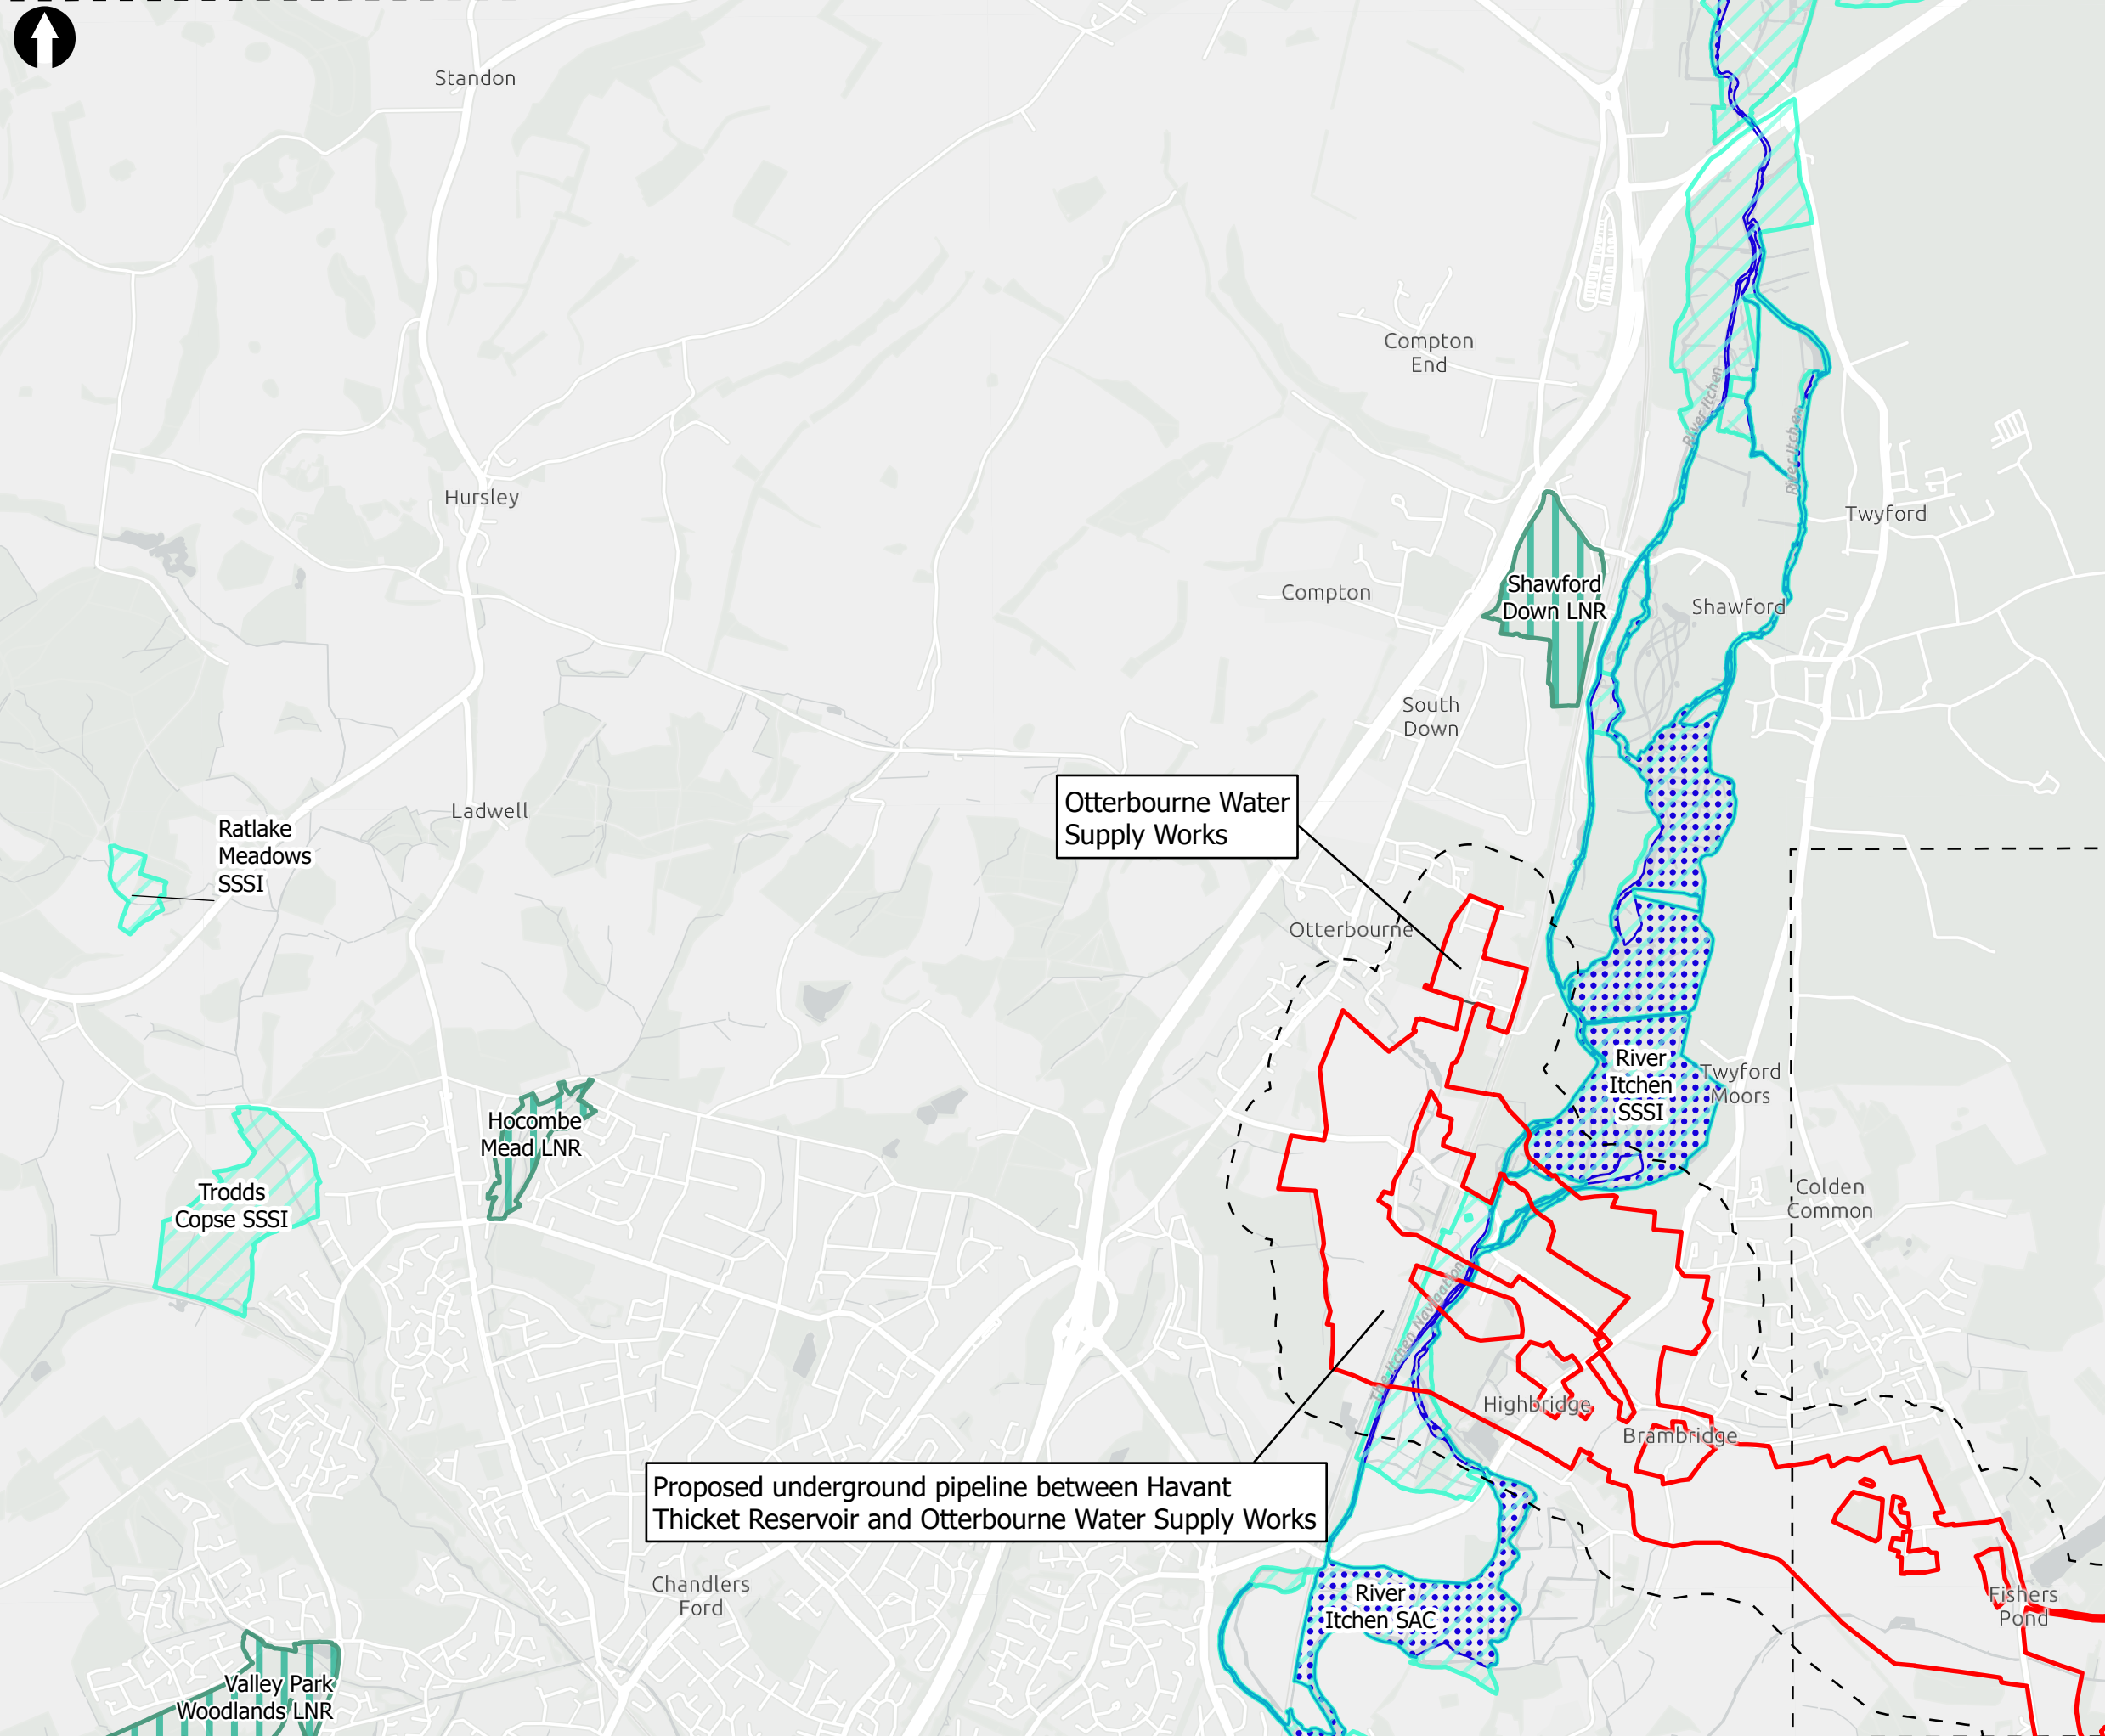 Standon
Compton
End
River Itchen
River Itchen
Hursley
Twyford
Shawford
Down LNR
Compton
Shawford
South
Down
Otterbourne Water
Supply Works
Ladwell
Ratlake
Meadows
SSSI
Otterbourne
River
Itchen
SSSI
Twyford
Moors
Hocombe
Mead LNR
Trodds
Copse SSSI
Colden
Common
The Itchen Navigation
Highbridge
Brambridge
Proposed underground pipeline between Havant
Thicket Reservoir and Otterbourne Water Supply Works
Chandlers
Ford
River
Itchen SAC
Fishers
Pond
Valley Park
Woodlands LNR